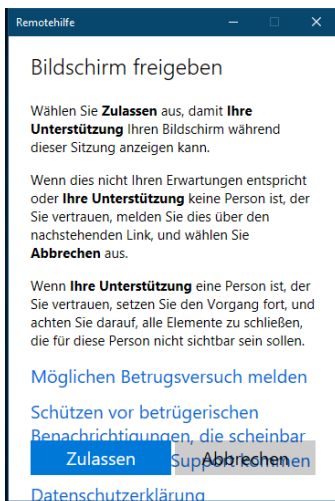 Remotehilfe
Bildschirm freigeben
Wählen Sie Zulassen aus, damit Ihre
Unterstützung Ihren Bildschirm während
dieser Sitzung anzeigen kann.
Wenn dies nicht Ihren Erwartungen entspricht
oder Ihre Unterstützung keine Person ist, der
Sie vertrauen, melden Sie dies über den
nachstehenden Link, und wählen Sie
Abbrechen aus.
Wenn Ihre Unterstützung eine Person ist, der
Sie vertrauen, setzen Sie den Vorgang fort, und
achten Sie darauf, alle Elemente zu schließen,
die für diese Person nicht sichtbar sein sollen.
Möglichen Betrugsversuch melden
Schützen vor betrügerischen
Benachrichtigungen, die scheinbar
Zulassen
Abbrechen
Support kommen
Datenschutzerklärung